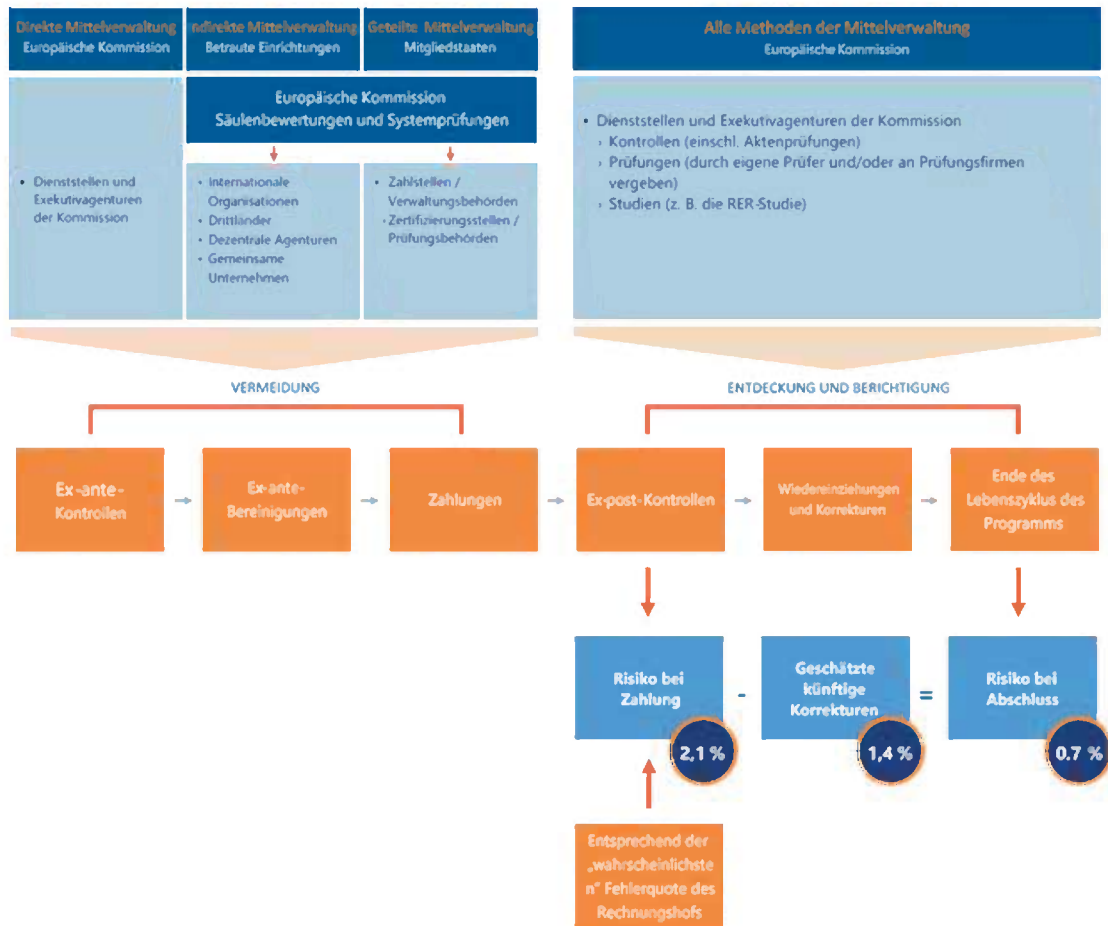 Direkte Mittelverwaltung
Europäische Kommission
Indirekte Mittelverwaltung
Betraute Einrichtungen
Geteilte Mittelverwaltung
Mitgliedstaaten
Europäische Kommission
Säulenbewertungen und Systemprüfungen
• Dienststellen und
Exekutivagenturen
der Kommission
• Internationale
Organisationen
• Drittländer
• Dezentrale Agenturen
• Gemeinsame
Unternehmen
• Zahlstellen /
Verwaltungsbehörden
• Zertifizierungsstellen /
Prüfungsbehörden
Alle Methoden der Mittelverwaltung
Europäische Kommission
• Dienststellen und Exekutivagenturen der Kommission
› Kontrollen (einschl. Aktenprüfungen)
› Prüfungen (durch eigene Prüfer und/oder an Prüfungsfirmen
vergeben)
› Studien (z. B. die RER-Studie)
VERMEIDUNG
ENTDECKUNG UND BERICHTIGUNG
Ex-ante-
Kontrollen
Ex-ante-
Bereinigungen
Zahlungen
Ex-post-Kontrollen
Wiedereinziehungen
und Korrekturen
Ende des
Lebenszyklus des
Programms
Risiko bei
Zahlung
2,1 %
-
Geschätzte
künftige
Korrekturen
1,4 %
=
Risiko bei
Abschluss
0,7 %
Entsprechend der
„wahrscheinlichste
n" Fehlerquote des
Rechnungshofs